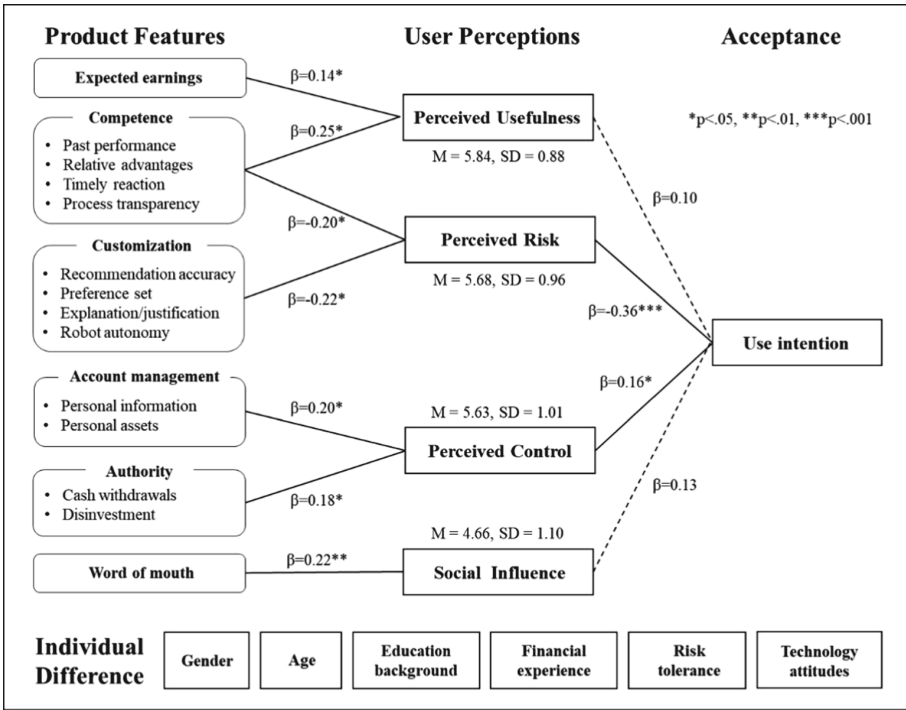 Product Features
User Perceptions
Acceptance
Expected earnings
β=0.14*
Competence
• Past performance
• Relative advantages
• Timely reaction
• Process transparency
β=0.25*
Perceived Usefulness
M = 5.84, SD = 0.88
*p<.05, **p<.01, ***p<.001
β=0.10
β=-0.20*
Customization
• Recommendation accuracy
• Preference set
• Explanation/justification
• Robot autonomy
β=-0.22*
Perceived Risk
M = 5.68, SD = 0.96
β=-0.36***
Use intention
Account management
• Personal information
• Personal assets
β=0.20*
β=0.16*
M = 5.63, SD = 1.01
Perceived Control
Authority
• Cash withdrawals
• Disinvestment
β=0.18*
β=0.13
M = 4.66, SD = 1.10
Word of mouth
β=0.22**
Social Influence
Individual
Difference
Gender
Age
Education
background
Financial
experience
Risk
tolerance
Technology
attitudes